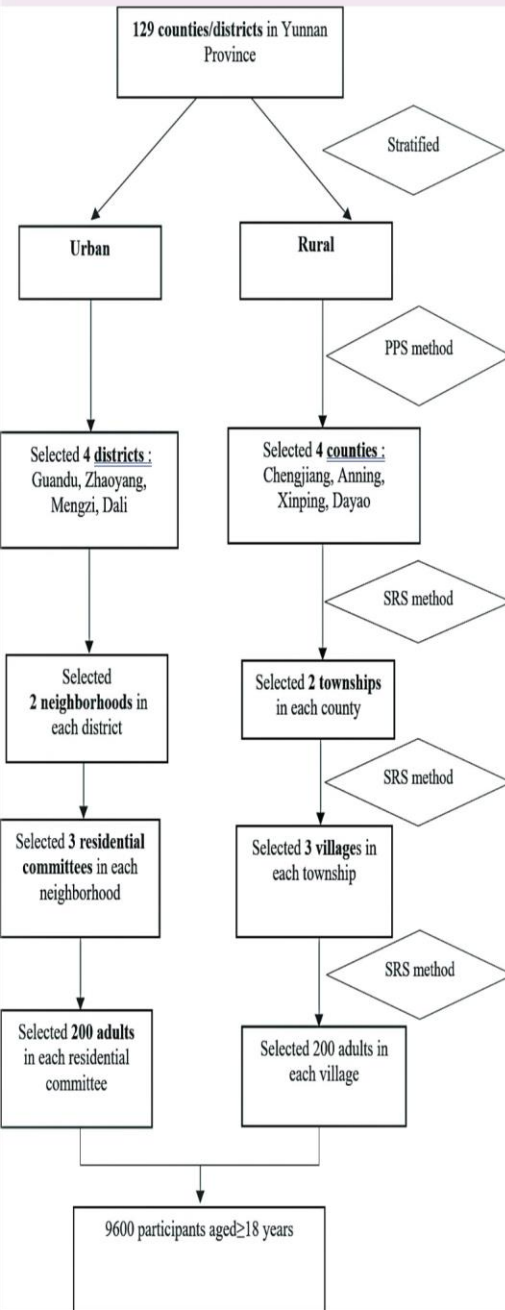 129 counties/districts in Yunnan
Province
Stratified
Urban
Rural
PPS method
Selected 4 districts :
Guandu, Zhaoyang,
Mengzi, Dali
Selected 4 counties :
Chengjiang, Anning,
Xinping, Dayao
SRS method
Selected
2 neighborhoods in
each district
Selected 2 townships
in each county
SRS method
Selected 3 residential
committees in each
neighborhood
Selected 3 villages in
each township
SRS method
Selected 200 adults
in each residential
committee
Selected 200 adults in
each village
9600 participants aged≥18 years